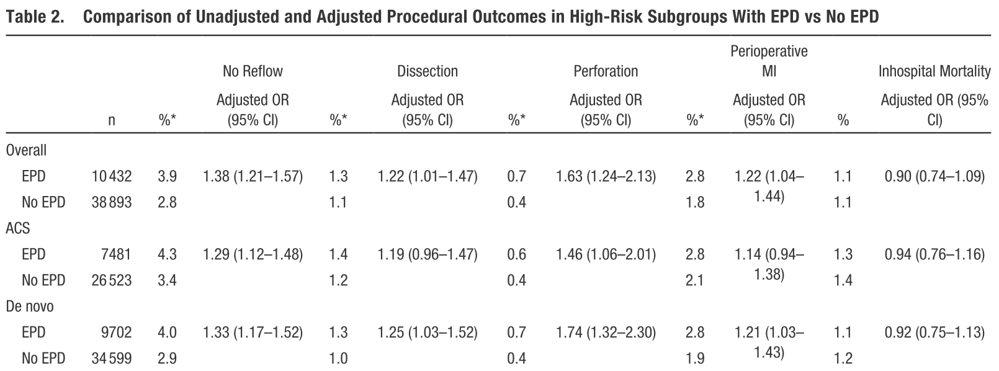 Table 2. Comparison of Unadjusted and Adjusted Procedural Outcomes in High-Risk Subgroups With EPD vs No EPD
No Reflow Dissection Perforation Perioperative MI Inhospital Mortality
n %* Adjusted OR (95% CI) %* Adjusted OR (95% CI) %* Adjusted OR (95% CI) %* Adjusted OR (95% CI) % Adjusted OR (95% CI)
Overall
EPD 10 432 3.9 1.38 (1.21–1.57) 1.3 1.22 (1.01–1.47) 0.7 1.63 (1.24–2.13) 2.8 1.22 (1.04–1.44) 1.1 0.90 (0.74–1.09)
No EPD 38 893 2.8 1.1 0.4 1.8 1.1
ACS
EPD 7481 4.3 1.29 (1.12–1.48) 1.4 1.19 (0.96–1.47) 0.6 1.46 (1.06–2.01) 2.8 1.14 (0.94–1.38) 1.3 0.94 (0.76–1.16)
No EPD 26 523 3.4 1.2 0.4 2.1 1.4
De novo
EPD 9702 4.0 1.33 (1.17–1.52) 1.3 1.25 (1.03–1.52) 0.7 1.74 (1.32–2.30) 2.8 1.21 (1.03–1.43) 1.1 0.92 (0.75–1.13)
No EPD 34 599 2.9 1.0 0.4 1.9 1.2